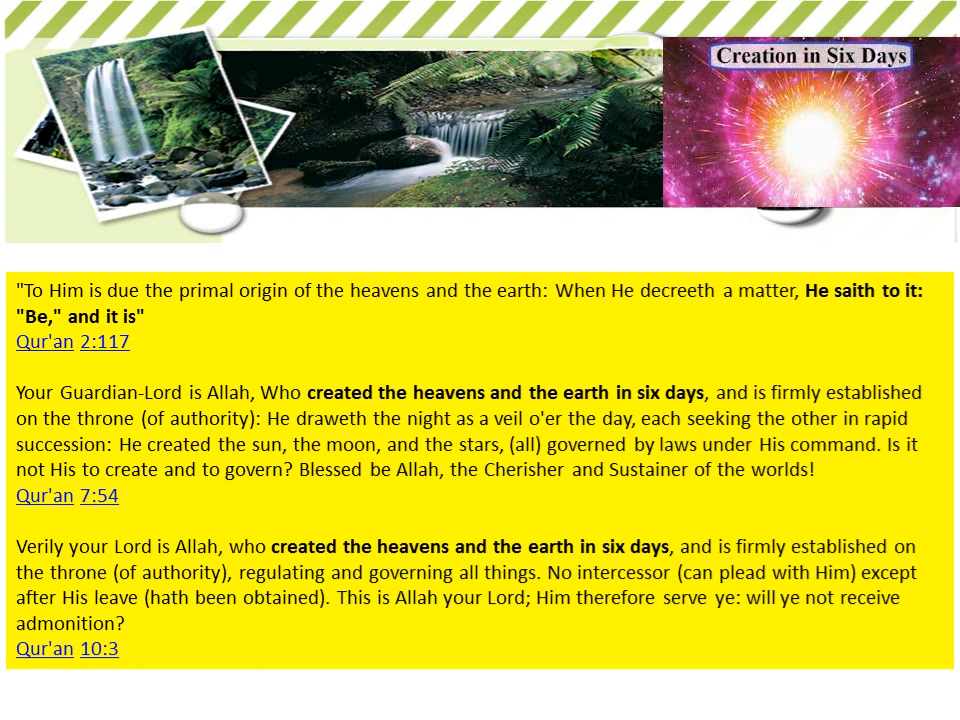 Creation in Six Days
"To Him is due the primal origin of the heavens and the earth: When He decreeth a matter, He saith to it:
"Be," and it is"
Qur'an 2:117
Your Guardian-Lord is Allah, Who created the heavens and the earth in six days, and is firmly established
on the throne (of authority): He draweth the night as a veil o'er the day, each seeking the other in rapid
succession: He created the sun, the moon, and the stars, (all) governed by laws under His command. Is it
not His to create and to govern? Blessed be Allah, the Cherisher and Sustainer of the worlds!
Qur'an 7:54
Verily your Lord is Allah, who created the heavens and the earth in six days, and is firmly established on
the throne (of authority), regulating and governing all things. No intercessor (can plead with Him) except
after His leave (hath been obtained). This is Allah your Lord; Him therefore serve ye: will ye not receive
admonition?
Qur'an 10:3